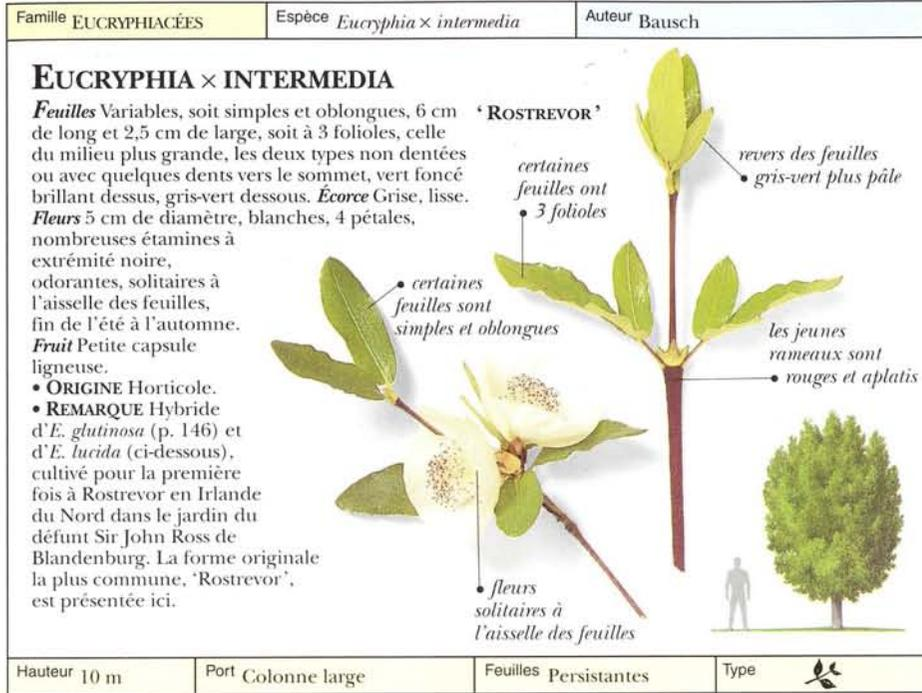 Famille EUCRYPHIACÉES
Espèce Eucryphia × intermedia
Auteur Bausch
EUCRYPHIA × INTERMEDIA
Feuilles Variables, soit simples et oblongues, 6 cm
de long et 2,5 cm de large, soit à 3 folioles, celle
du milieu plus grande, les deux types non dentées
ou avec quelques dents vers le sommet, vert foncé
brillant dessus, gris-vert dessous. Écorce Grise, lisse.
Fleurs 5 cm de diamètre, blanches, 4 pétales,
nombreuses étamines à
extrémité noire,
odorantes, solitaires à
l'aisselle des feuilles,
fin de l'été à l'automne.
Fruit Petite capsule
ligneuse.
• ORIGINE Horticole.
• REMARQUE Hybride
d'E. glutinosa (p. 146) et
d'E. lucida (ci-dessous),
cultivé pour la première
fois à Rostrevor en Irlande
du Nord dans le jardin du
défunt Sir John Ross de
Blandenburg. La forme originale
la plus commune, 'Rostrevor',
est présentée ici.
'ROSTREVOR'
certaines
feuilles ont
• 3 folioles
revers des feuilles
• gris-vert plus pâle
• certaines
feuilles sont
simples et oblongues
les jeunes
rameaux sont
• rouges et aplatis
• fleurs
solitaires à
l'aisselle des feuilles
Hauteur 10 m
Port Colonne large
Feuilles Persistantes
Type